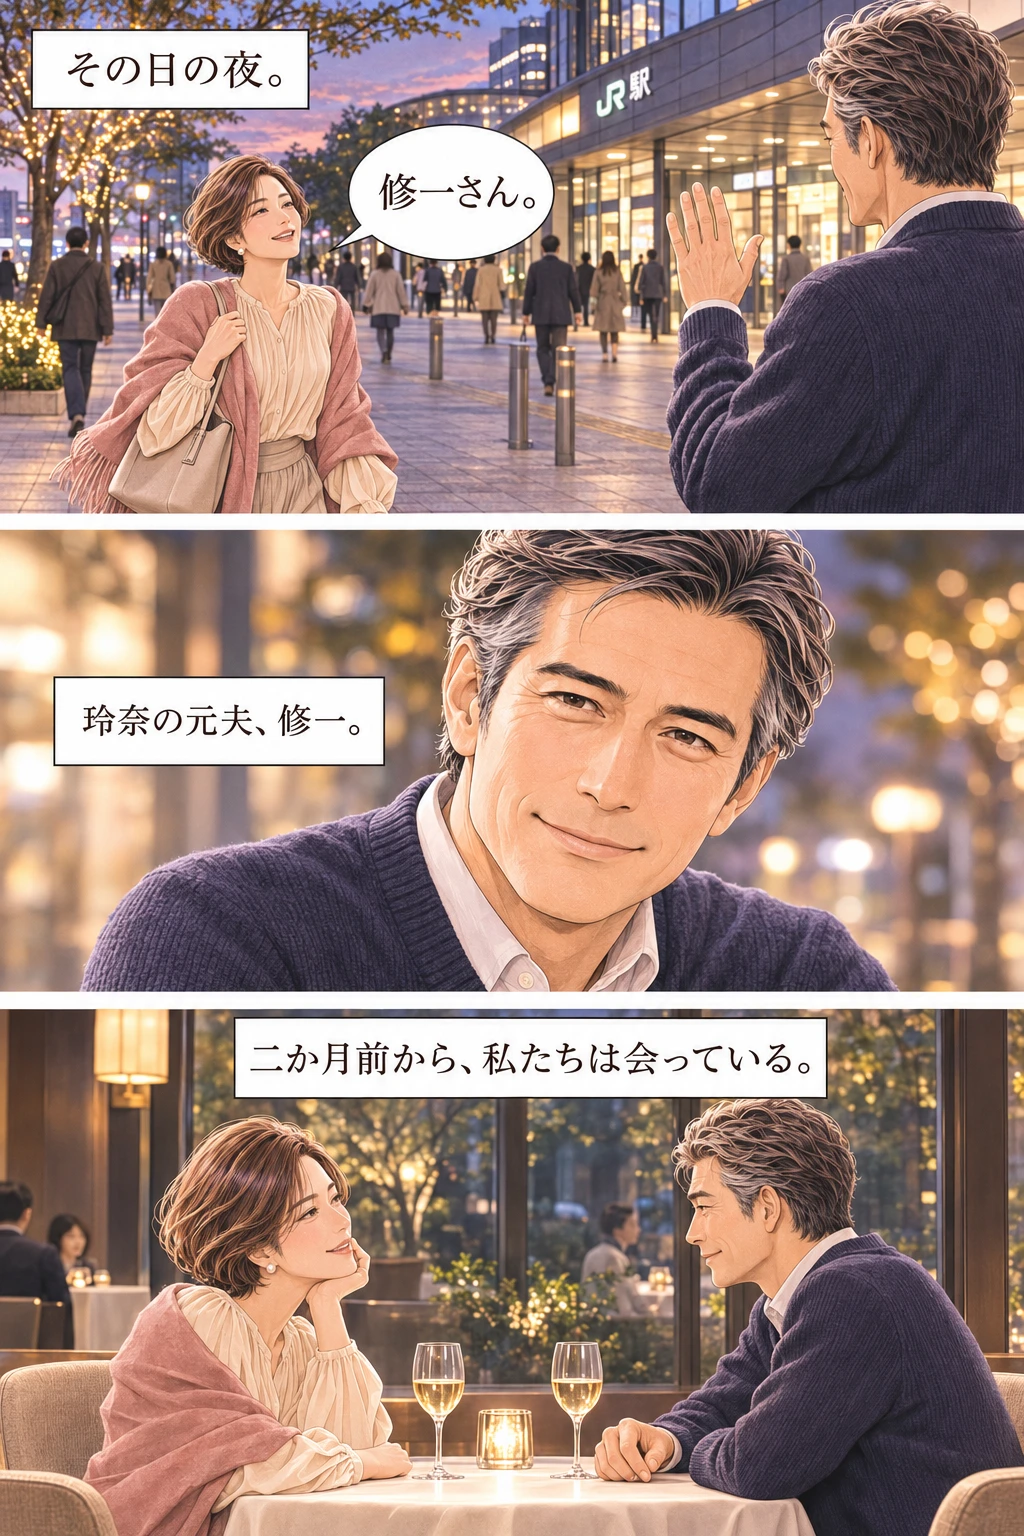 その日の夜。
JR駅
修一さん。
玲奈の元夫、修一。
二か月前から、私たちは会っている。